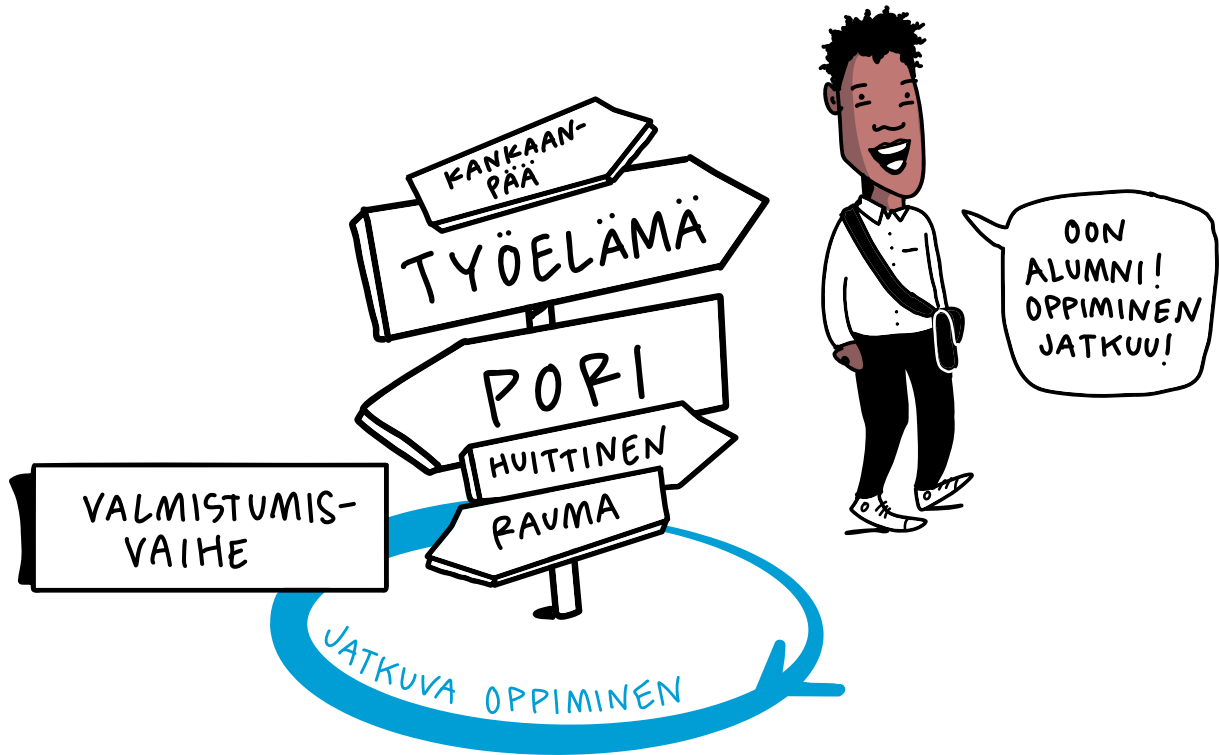 KANKAAN-
PÄÄ
TYÖELÄMÄ
PORI
HUITTINEN
RAUMA
VALMISTUMIS-
VAIHE
JATKUVA OPPIMINEN
OON
ALUMNI!
OPPIMINEN
JATKUU!